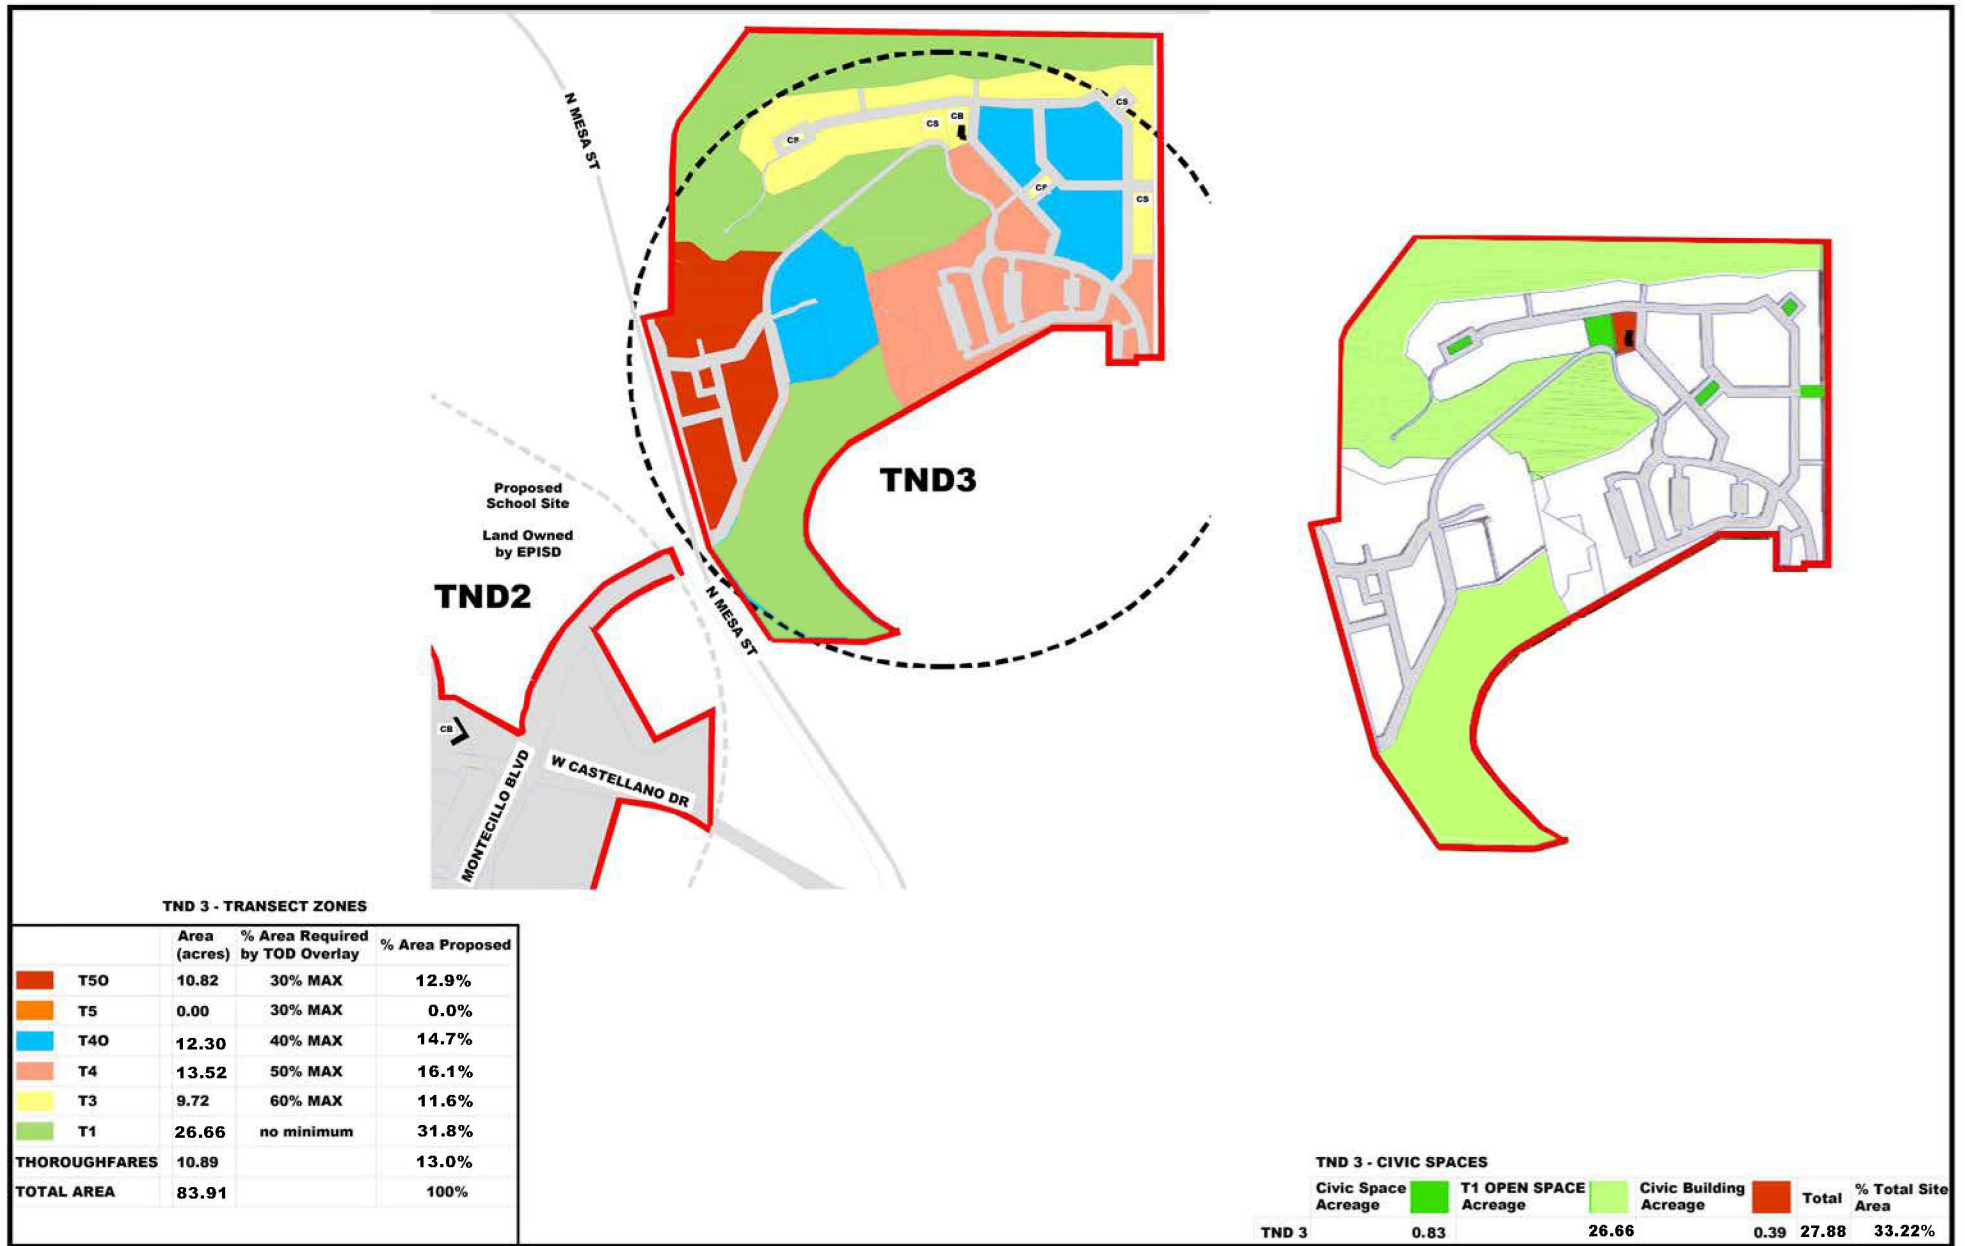 N MESA ST
CS
CS
CB
CS
CS
CS
TND3
Proposed
School Site
Land Owned
by EPISD
TND2
N MESA ST
CB
MONTECILLO BLVD
W CASTELLANO DR
TND 3 - TRANSECT ZONES
Area (acres) % Area Required by TOD Overlay % Area Proposed
T5O 10.82 30% MAX 12.9%
T5 0.00 30% MAX 0.0%
T4O 12.30 40% MAX 14.7%
T4 13.52 50% MAX 16.1%
T3 9.72 60% MAX 11.6%
T1 26.66 no minimum 31.8%
THOROUGHFARES 10.89 13.0%
TOTAL AREA 83.91 100%
TND 3 - CIVIC SPACES
Civic Space Acreage T1 OPEN SPACE Acreage Civic Building Acreage Total % Total Site Area
TND 3 0.83 26.66 0.39 27.88 33.22%